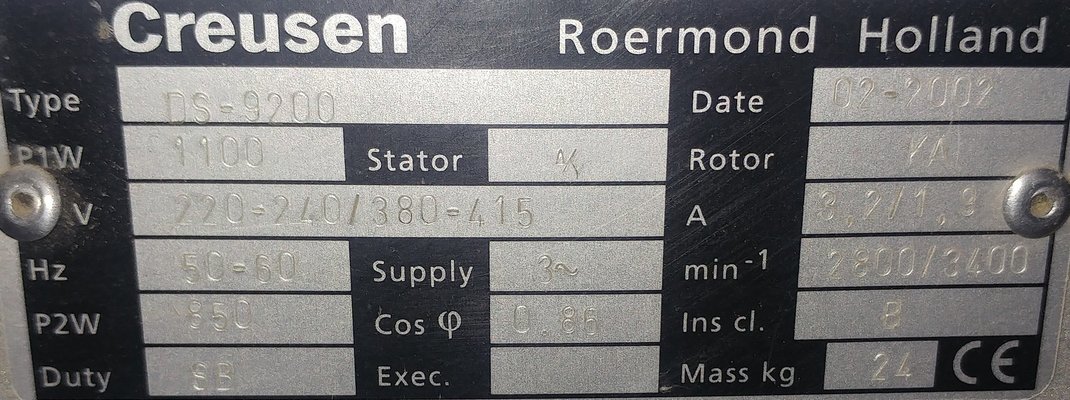 Creusen Roermond Holland
Type DS-9200 Date 02-2002
P1W 1100 Stator Rotor KA
V 220-240/380-415 A 3,2/1,9
Hz 50-60 Supply 3~ min-1 2800/3400
P2W 850 Cos φ 0.86 Ins cl. B
Duty SB Exec. Mass kg 24 CE